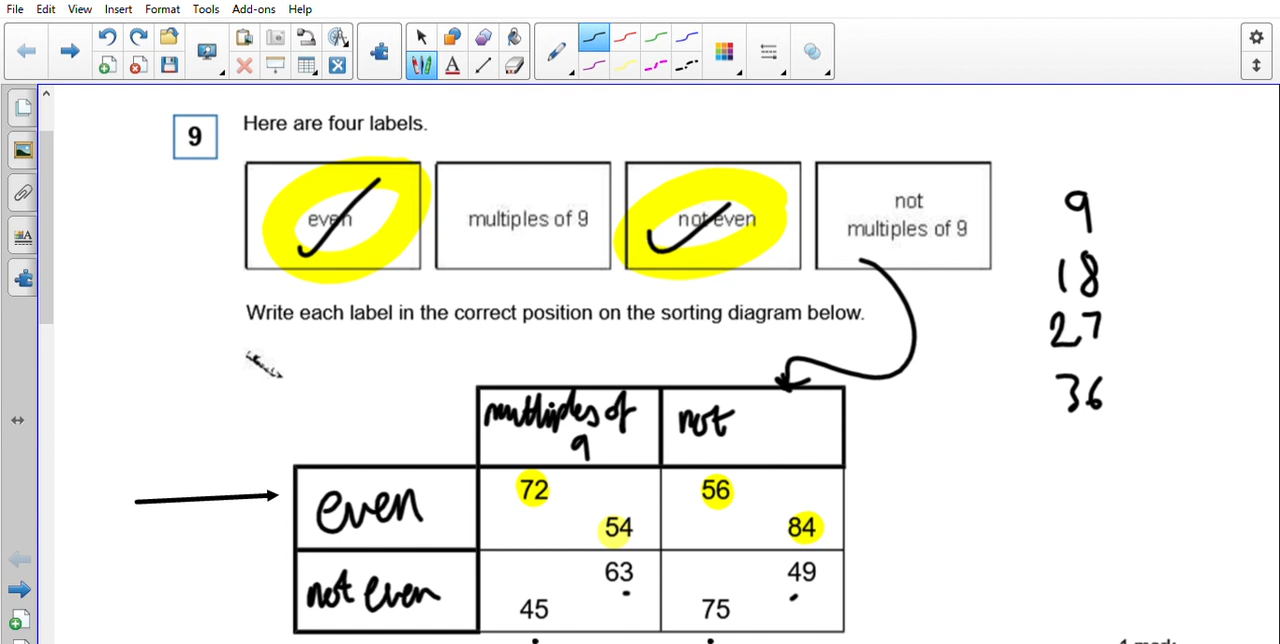 File Edit View Insert Format Tools Add-ons Help
9 Here are four labels.
even
multiples of 9
not even
not
multiples of 9
9
18
27
36
Write each label in the correct position on the sorting diagram below.
multiples of
9
not
even
72 56
54 84
not even
63 49
45 75